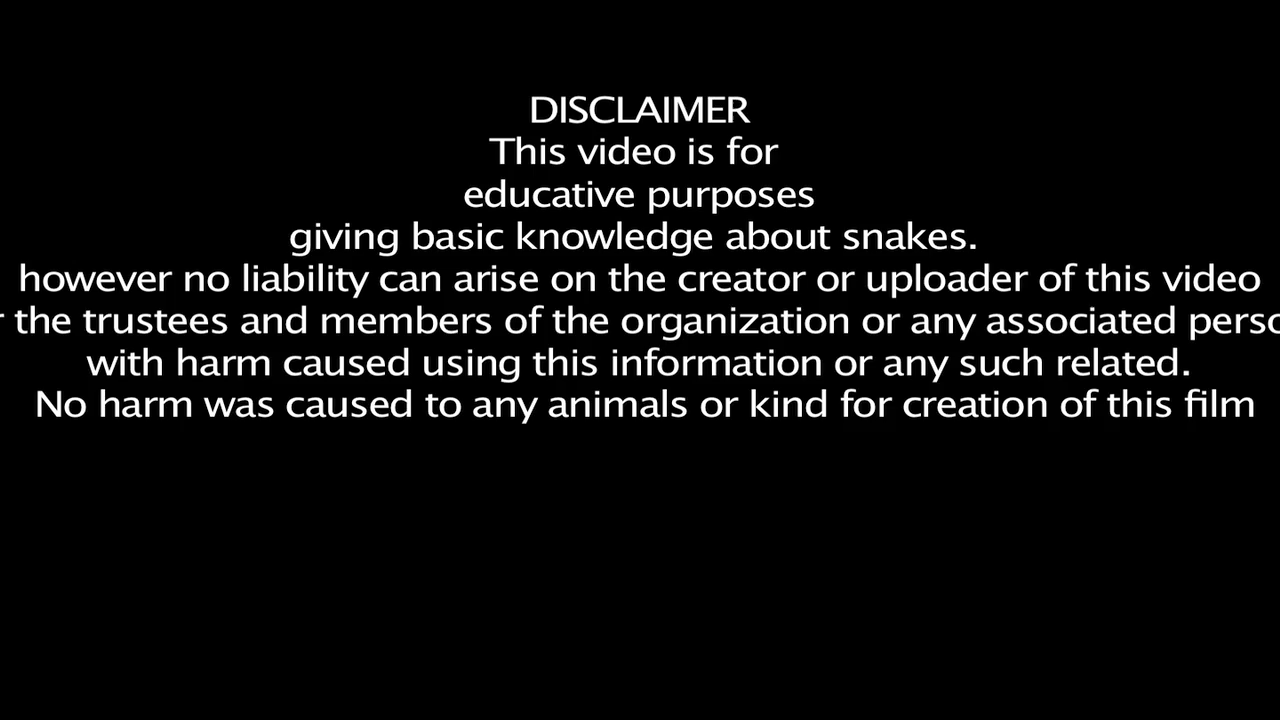 DISCLAIMER
This video is for
educative purposes
giving basic knowledge about snakes.
however no liability can arise on the creator or uploader of this video
the trustees and members of the organization or any associated
with harm caused using this information or any such related.
No harm was caused to any animals or kind for creation of this film